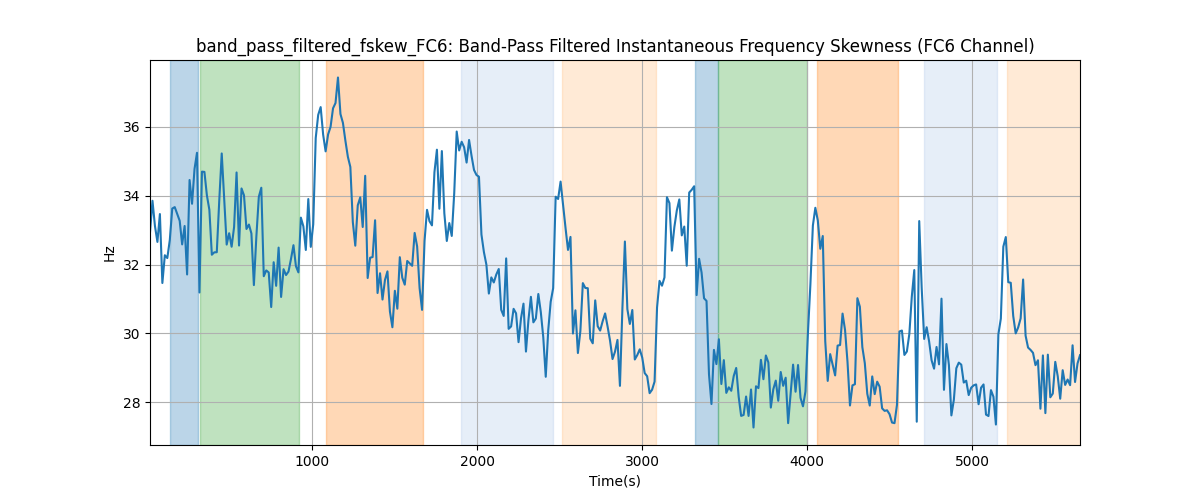 band_pass_filtered_fskew_FC6: Band-Pass Filtered Instantaneous Frequency Skewness (FC6 Channel)
Hz
36
34
32
30
28
1000 2000 3000 4000 5000
Time(s)